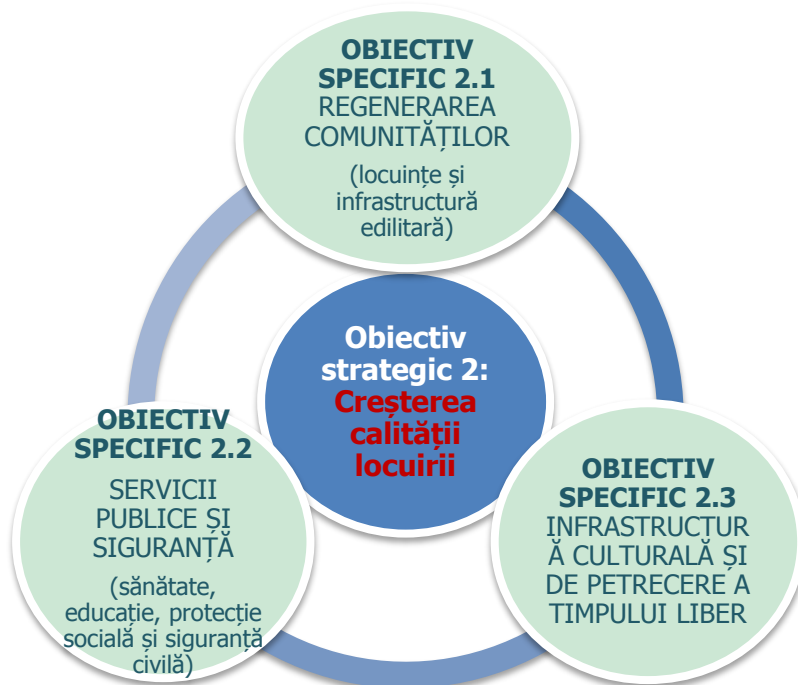 OBIECTIV
SPECIFIC 2.1
REGENERAREA
COMUNITĂȚILOR
(locuințe și
infrastructură
edilitară)
Obiectiv
strategic 2:
Creșterea
calității
locuirii
OBIECTIV
SPECIFIC 2.2
SERVICII
PUBLICE ȘI
SIGURANȚĂ
(sănătate,
educație, protecție
socială și siguranță
civilă)
OBIECTIV
SPECIFIC 2.3
INFRASTRUCTUR
Ă CULTURALĂ ȘI
DE PETRECERE A
TIMPULUI LIBER